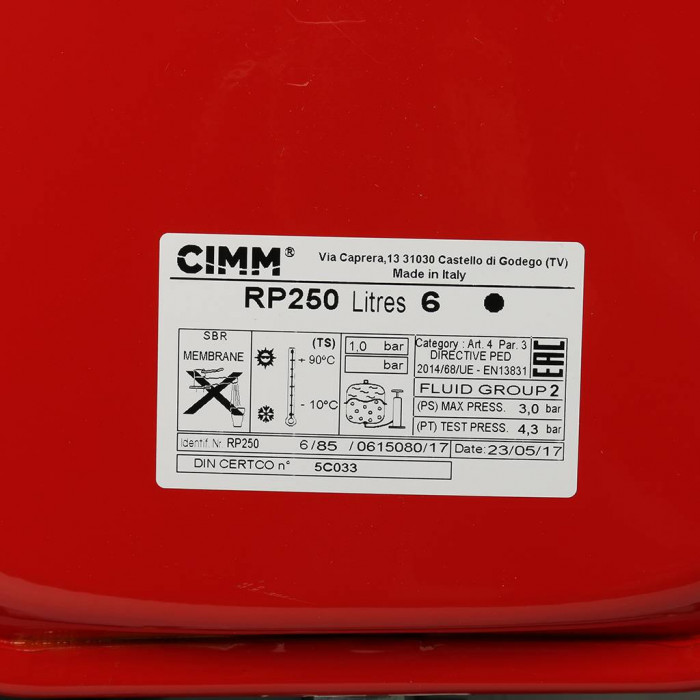 CIMM®
Via Caprera,13 31030 Castello di Godego (TV)
Made in Italy
RP250 Litres 6
SBR
MEMBRANE
(TS)
+ 90°C
- 10°C
1,0 bar
bar
Category : Art. 4 Par. 3
DIRECTIVE PED
2014/68/UE - EN13831
EAC
FLUID GROUP 2
(PS) MAX PRESS. 3,0 bar
(PT) TEST PRESS. 4,3 bar
Identif. Nr. RP250 6/85 /0615080/17 Date: 23/05/17
DIN CERTCO n° 5C033